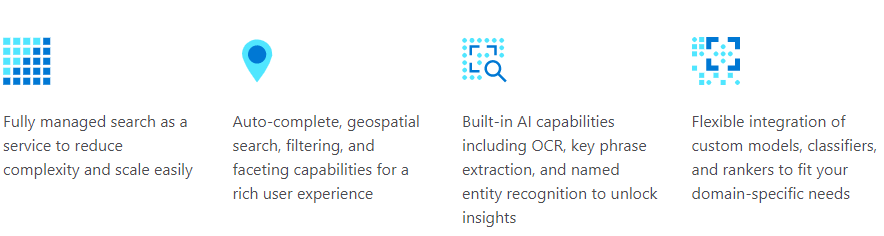 Fully managed search as a
service to reduce
complexity and scale easily
Auto-complete, geospatial
search, filtering, and
faceting capabilities for a
rich user experience
Built-in AI capabilities
including OCR, key phrase
extraction, and named
entity recognition to unlock
insights
Flexible integration of
custom models, classifiers,
and rankers to fit your
domain-specific needs